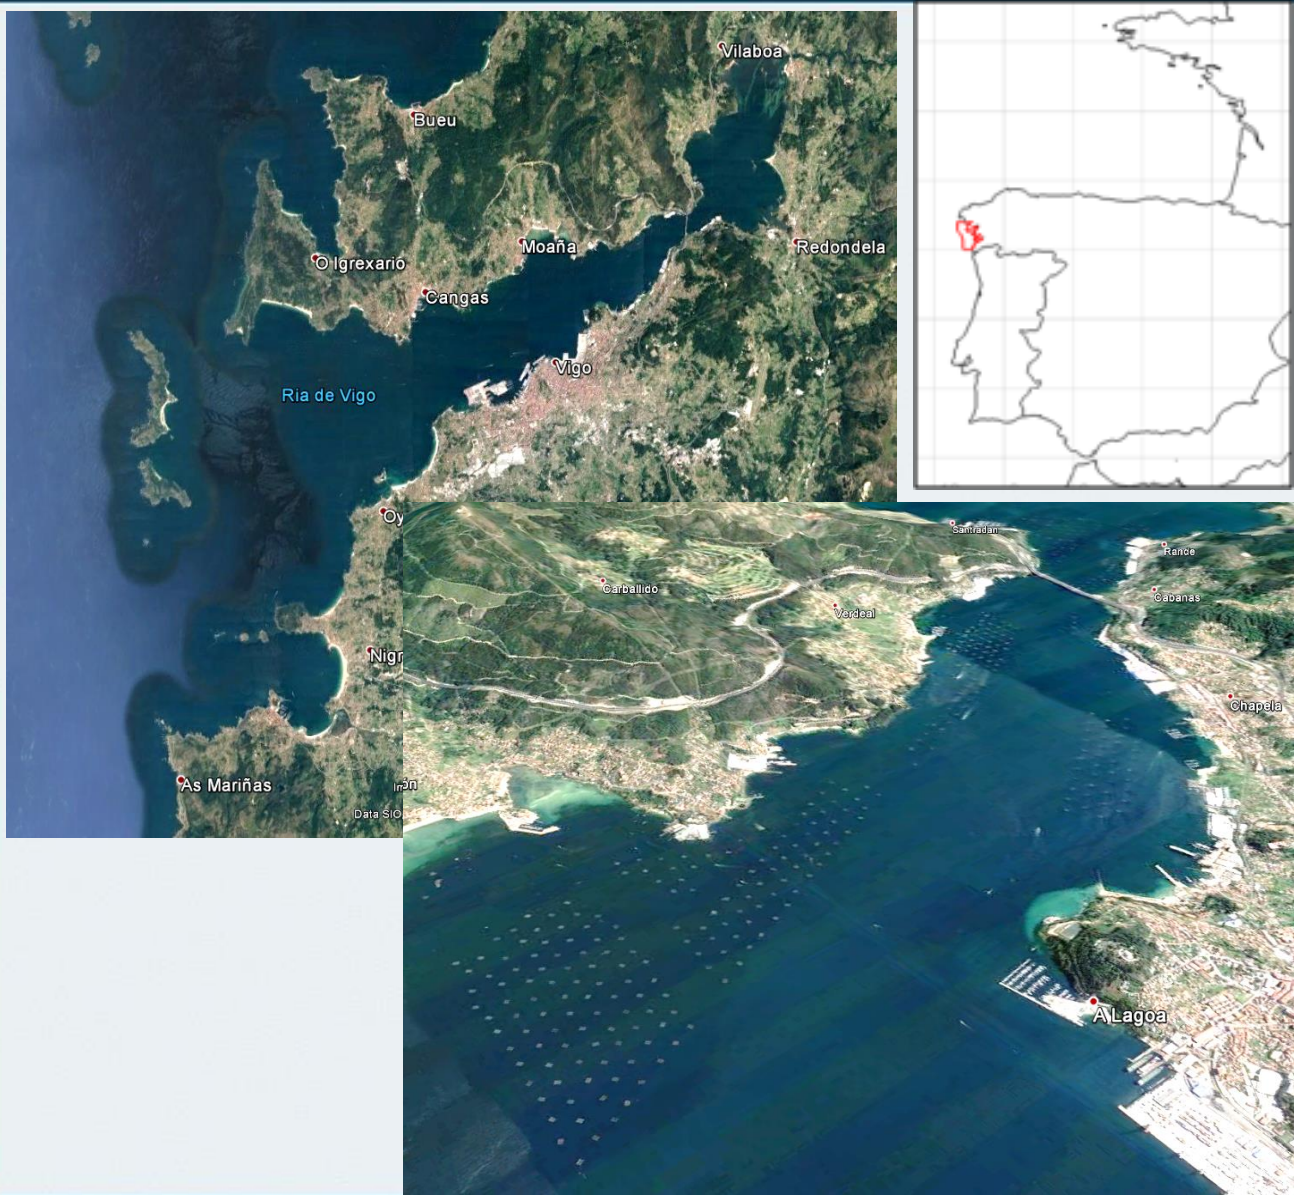 Vilaboa
Bueu
Moaña
Redondela
O Igrexario
Cangas
Vigo
Ria de Vigo
Oy
Nigr
As Mariñas
Data SIO
Santradan
Rande
Carballido
Cabanas
Verdeal
Chapela
A Lagoa